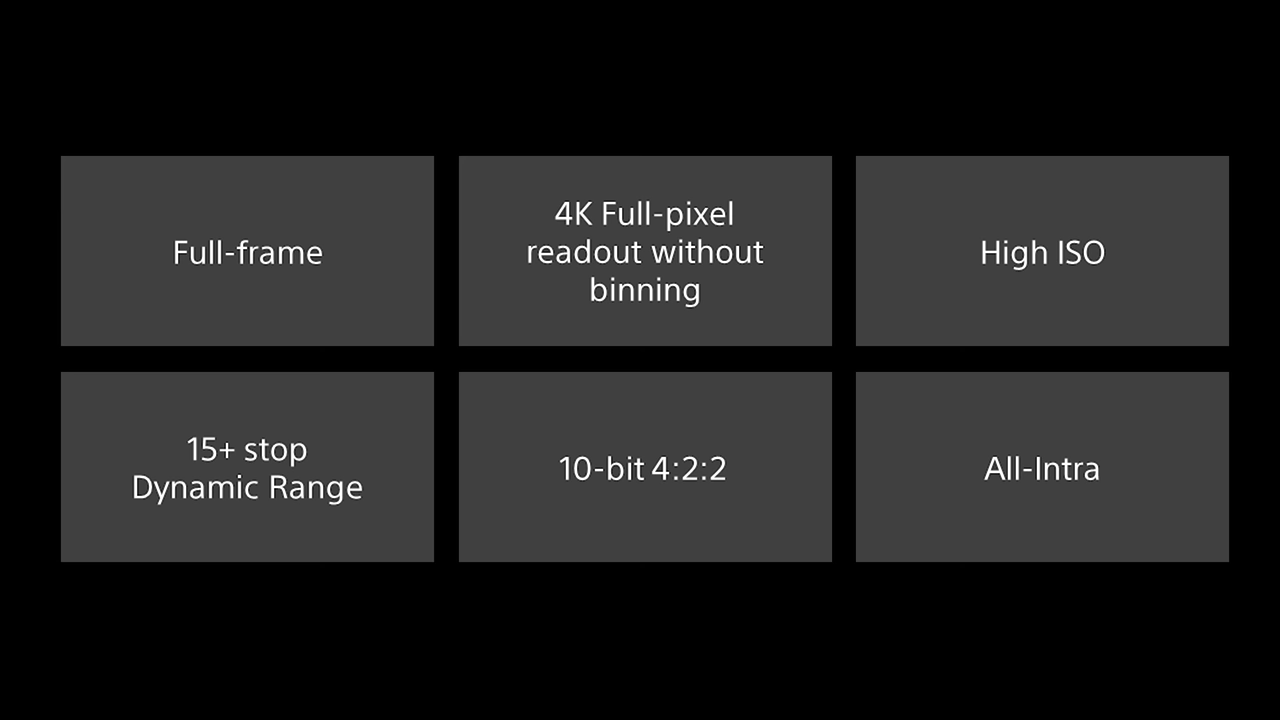 Full-frame
4K Full-pixel
readout without
binning
High ISO
15+ stop
Dynamic Range
10-bit 4:2:2
All-Intra